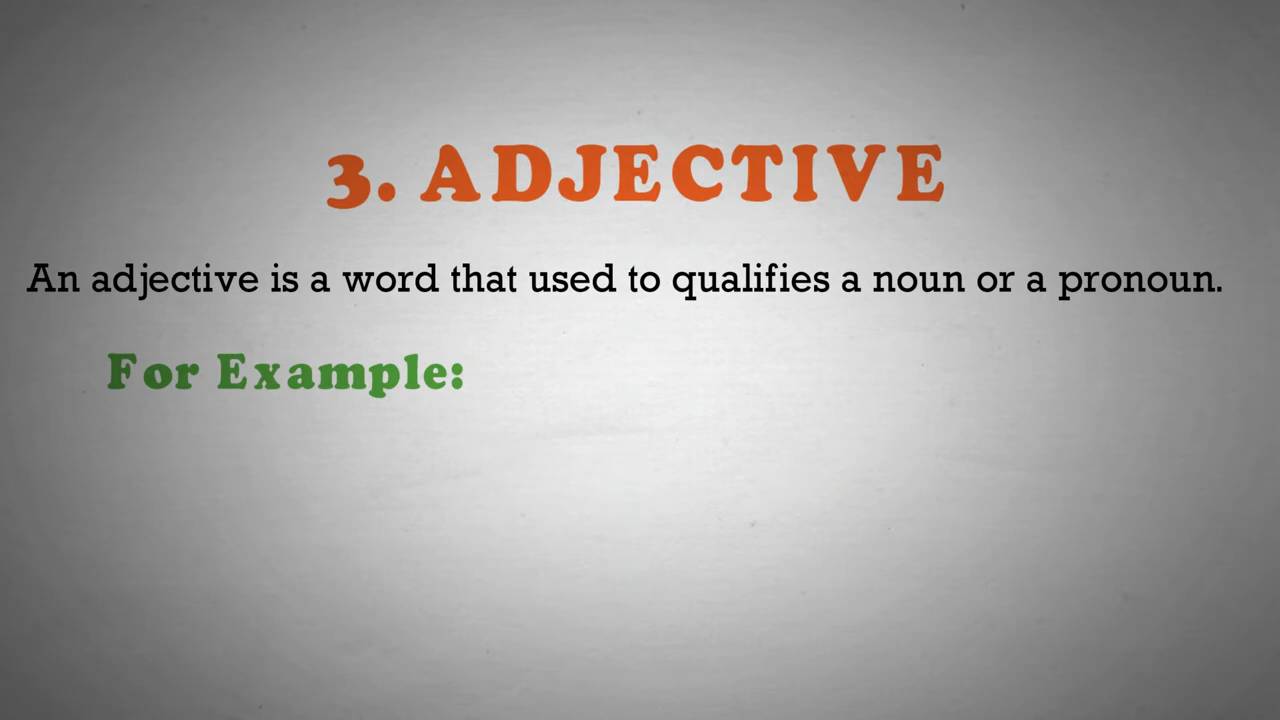 3. ADJECTIVE
An adjective is a word that used to qualifies a noun or a pronoun.
For Example: